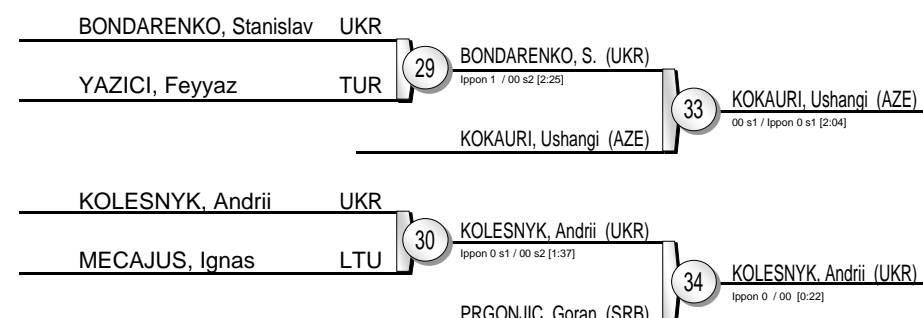 BONDARENKO, Stanislav UKR
29
BONDARENKO, S. (UKR)
Ippon 1 / 00 s2 [2:25]
YAZICI, Feyyaz TUR
33
KOKAURI, Ushangi (AZE)
00 s1 / Ippon 0 s1 [2:04]
KOKAURI, Ushangi (AZE)
KOLESNYK, Andrii UKR
30
KOLESNYK, Andrii (UKR)
Ippon 0 s1 / 00 s2 [1:37]
MECAJUS, Ignas LTU
34
KOLESNYK, Andrii (UKR)
Ippon 0 / 00 [0:22]
PRGONJIC, Goran (SRB)